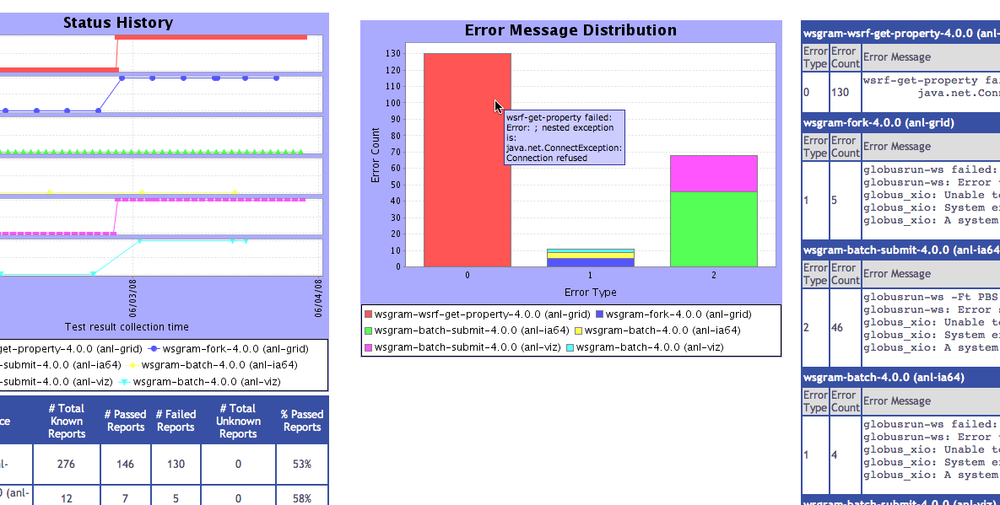 Status History
06/03/08
06/04/08
Test result collection time
get-property-4.0.0 (anl-grid) wsgram-fork-4.0.0 (anl-grid)
-submit-4.0.0 (anl-ia64) wsgram-batch-4.0.0 (anl-ia64)
-submit-4.0.0 (anl-viz) wsgram-batch-4.0.0 (anl-viz)
ce # Total Known Reports # Passed Reports # Failed Reports # Total Unknown Reports % Passed Reports
nl- 276 146 130 0 53%
0 (anl- 12 7 5 0 58%
Error Message Distribution
Error Count
130
120
110
100
90
80
70
60
50
40
30
20
10
0
wsrf-get-property failed:
Error: ; nested exception
is:
java.net.ConnectException:
Connection refused
0 1 2
Error Type
wsgram-wsrf-get-property-4.0.0 (anl-grid) wsgram-fork-4.0.0 (anl-grid)
wsgram-batch-submit-4.0.0 (anl-ia64) wsgram-batch-4.0.0 (anl-ia64)
wsgram-batch-submit-4.0.0 (anl-viz) wsgram-batch-4.0.0 (anl-viz)
wsgram-wsrf-get-property-4.0.0 (anl-
Error Type Error Count Error Message
0 130 wsrf-get-property fa
java.net.Con
wsgram-fork-4.0.0 (anl-grid)
Error Type Error Count Error Message
1 5 globusrun-ws failed:
globusrun-ws: Error
globus_xio: Unable to
globus_xio: System e
globus_xio: A system
wsgram-batch-submit-4.0.0 (anl-ia64
Error Type Error Count Error Message
2 46 globusrun-ws -Ft PBS
globusrun-ws: Error
globus_xio: Unable to
globus_xio: System e
globus_xio: A system
wsgram-batch-4.0.0 (anl-ia64)
Error Type Error Count Error Message
1 4 globusrun-ws failed:
globusrun-ws: Error
globus_xio: Unable to
globus_xio: System e
globus_xio: A system
wsgram-batch-submit-4.0.0 (anl-viz)